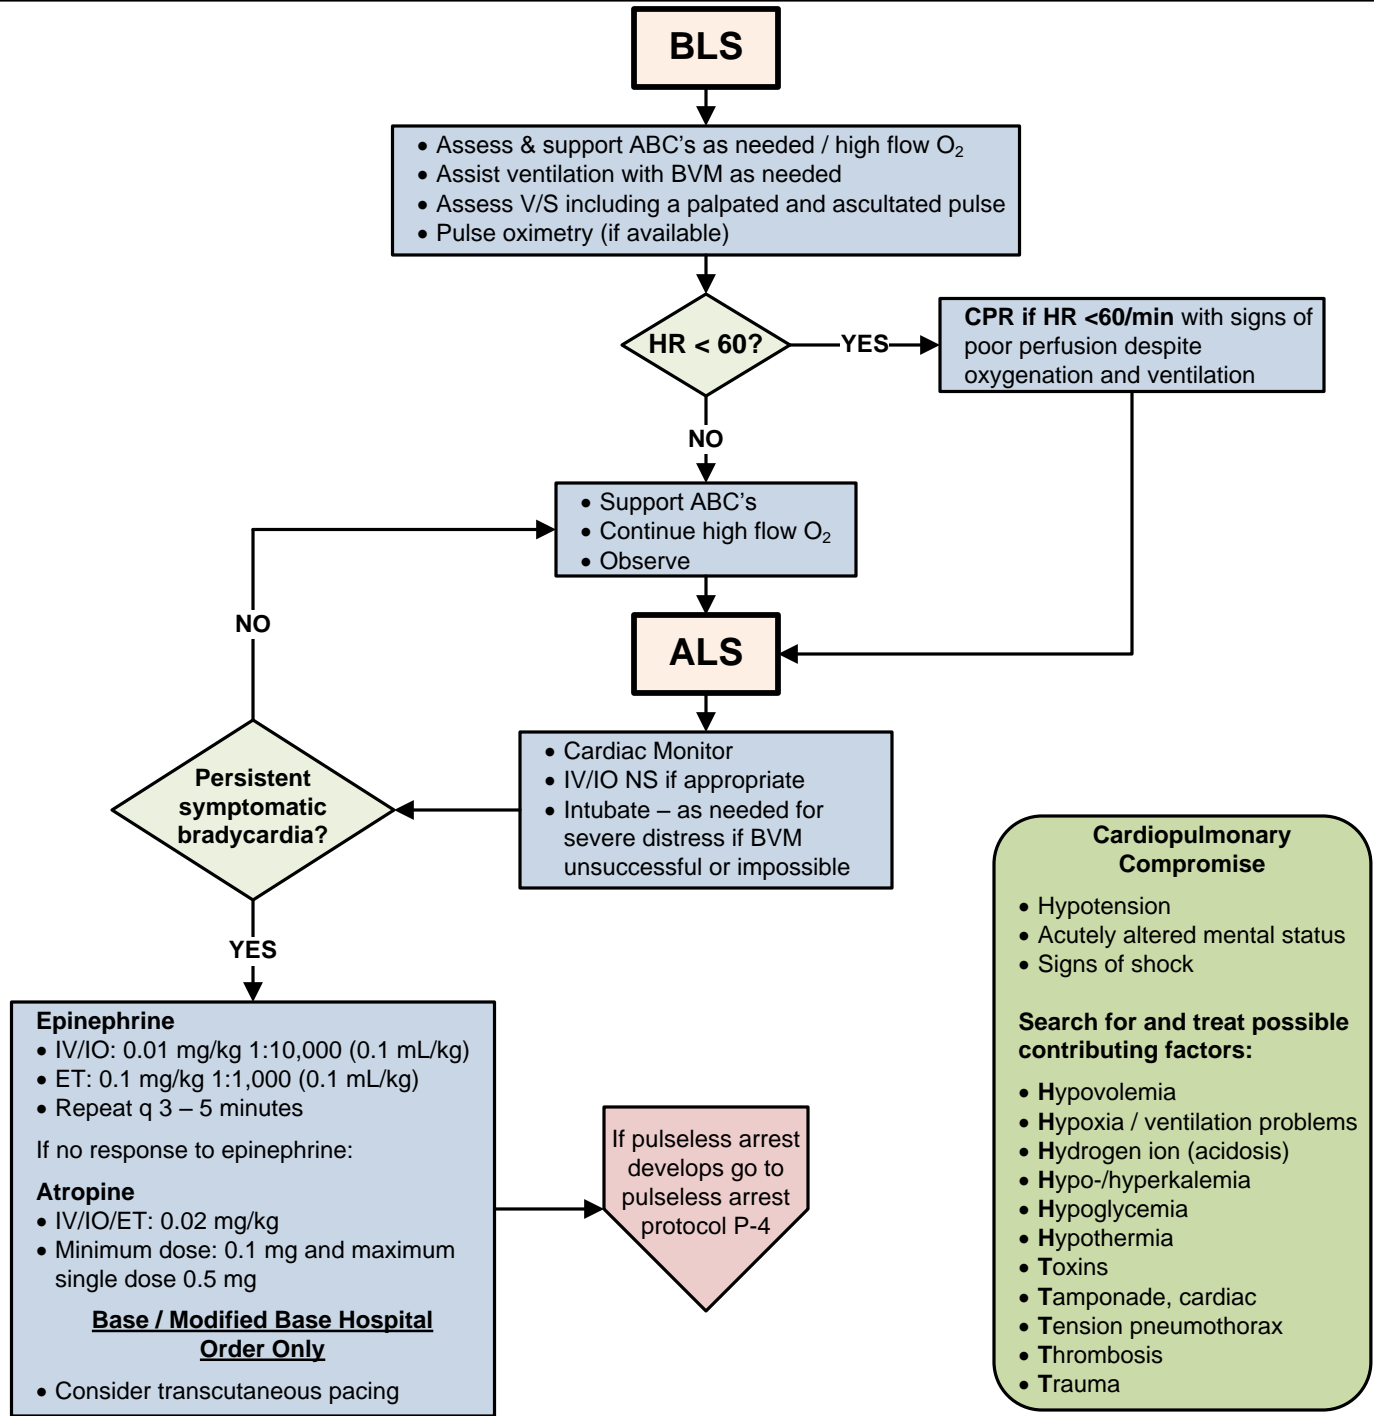 BLS
• Assess & support ABC’s as needed / high flow O₂
• Assist ventilation with BVM as needed
• Assess V/S including a palpated and ascultated pulse
• Pulse oximetry (if available)
HR < 60?
YES
CPR if HR <60/min with signs of
poor perfusion despite
oxygenation and ventilation
NO
• Support ABC’s
• Continue high flow O₂
• Observe
ALS
• Cardiac Monitor
• IV/IO NS if appropriate
• Intubate – as needed for
severe distress if BVM
unsuccessful or impossible
Persistent
symptomatic
bradycardia?
NO
YES
Epinephrine
• IV/IO: 0.01 mg/kg 1:10,000 (0.1 mL/kg)
• ET: 0.1 mg/kg 1:1,000 (0.1 mL/kg)
• Repeat q 3 – 5 minutes
If no response to epinephrine:
Atropine
• IV/IO/ET: 0.02 mg/kg
• Minimum dose: 0.1 mg and maximum
single dose 0.5 mg
Base / Modified Base Hospital
Order Only
• Consider transcutaneous pacing
If pulseless arrest
develops go to
pulseless arrest
protocol P-4
Cardiopulmonary
Compromise
• Hypotension
• Acutely altered mental status
• Signs of shock
Search for and treat possible
contributing factors:
• Hypovolemia
• Hypoxia / ventilation problems
• Hydrogen ion (acidosis)
• Hypo-/hyperkalemia
• Hypoglycemia
• Hypothermia
• Toxins
• Tamponade, cardiac
• Tension pneumothorax
• Thrombosis
• Trauma